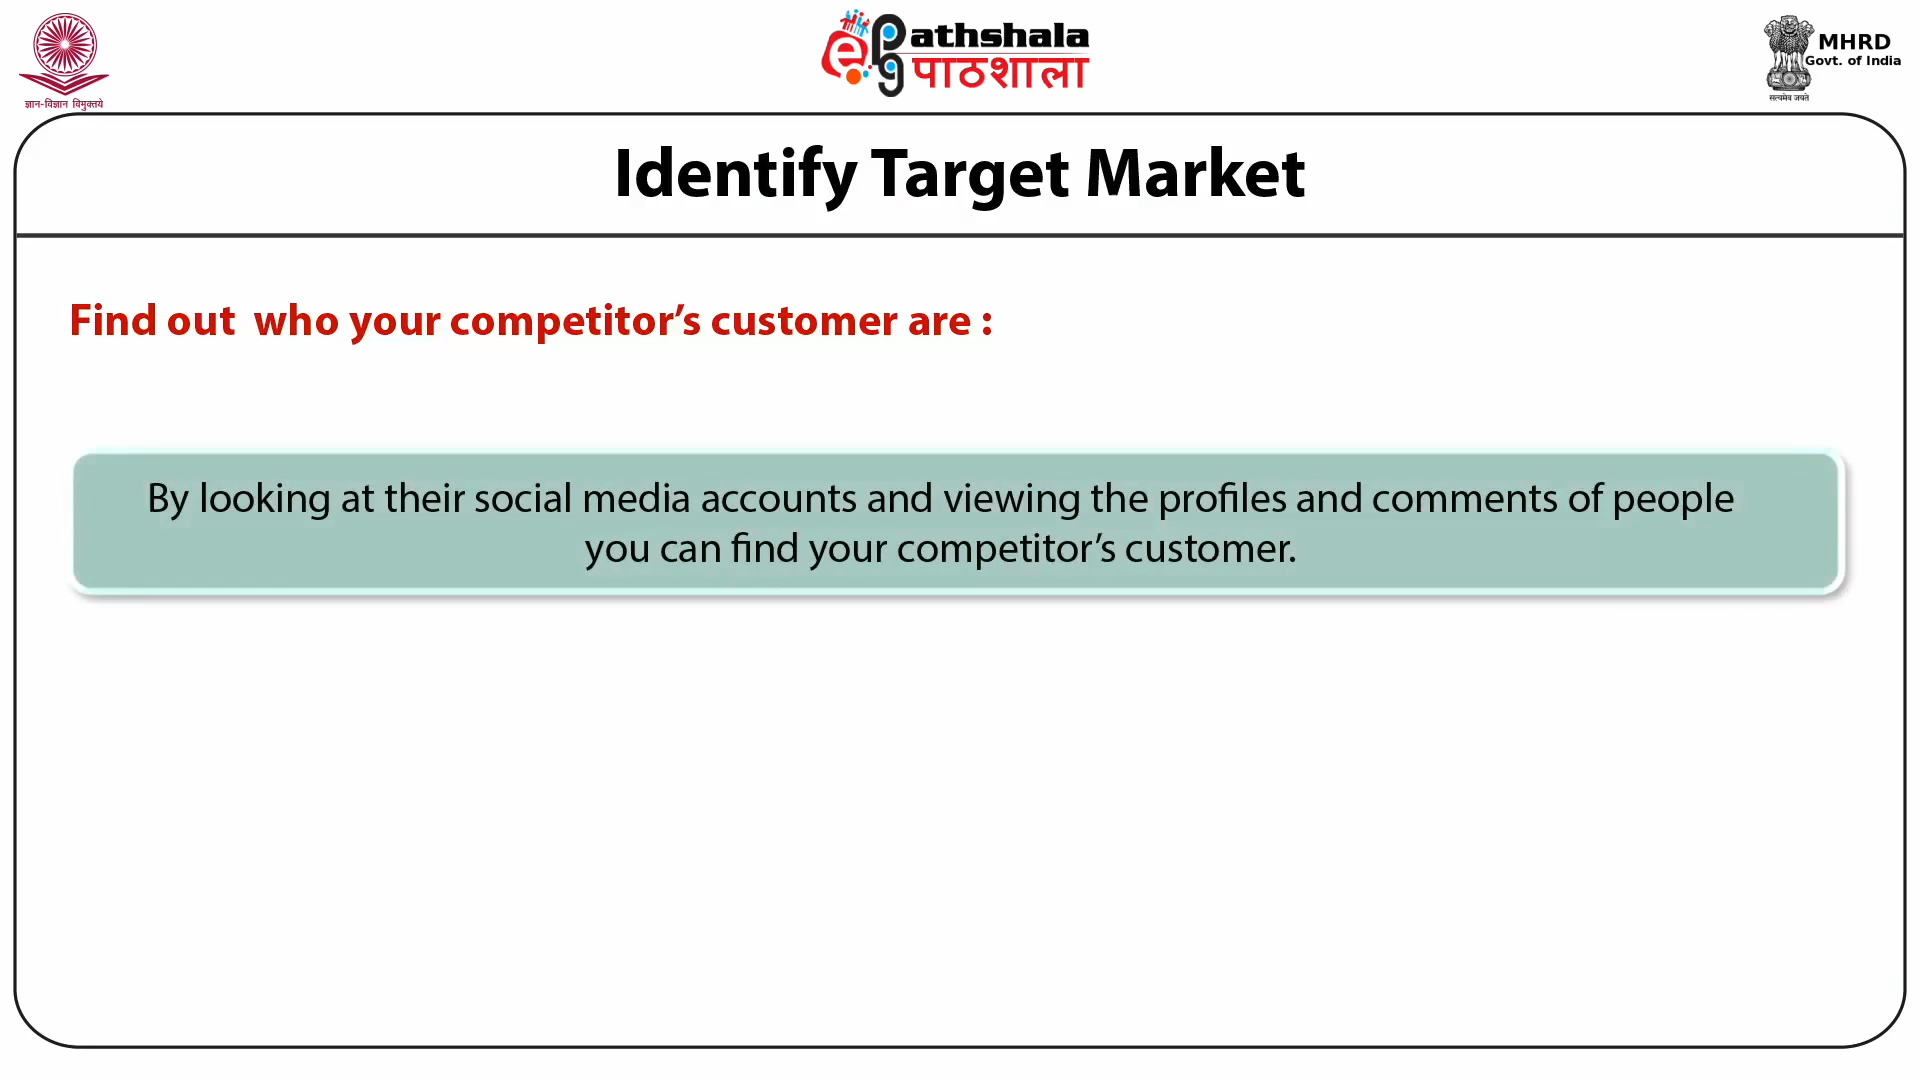 ज्ञान-विज्ञान विमुक्तये
e pg athshala
पाठशाला
MHRD
Govt. of India
सत्यमेव जयते
Identify Target Market
Find out who your competitor’s customer are :
By looking at their social media accounts and viewing the profiles and comments of people
you can find your competitor’s customer.